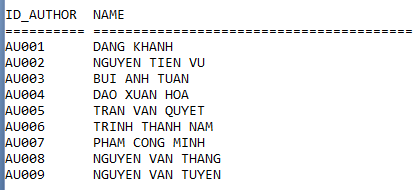 ID_AUTHOR NAME
========== ========================================
AU001 DANG KHANH
AU002 NGUYEN TIEN VU
AU003 BUI ANH TUAN
AU004 DAO XUAN HOA
AU005 TRAN VAN QUYET
AU006 TRINH THANH NAM
AU007 PHAM CONG MINH
AU008 NGUYEN VAN THANG
AU009 NGUYEN VAN TUYEN